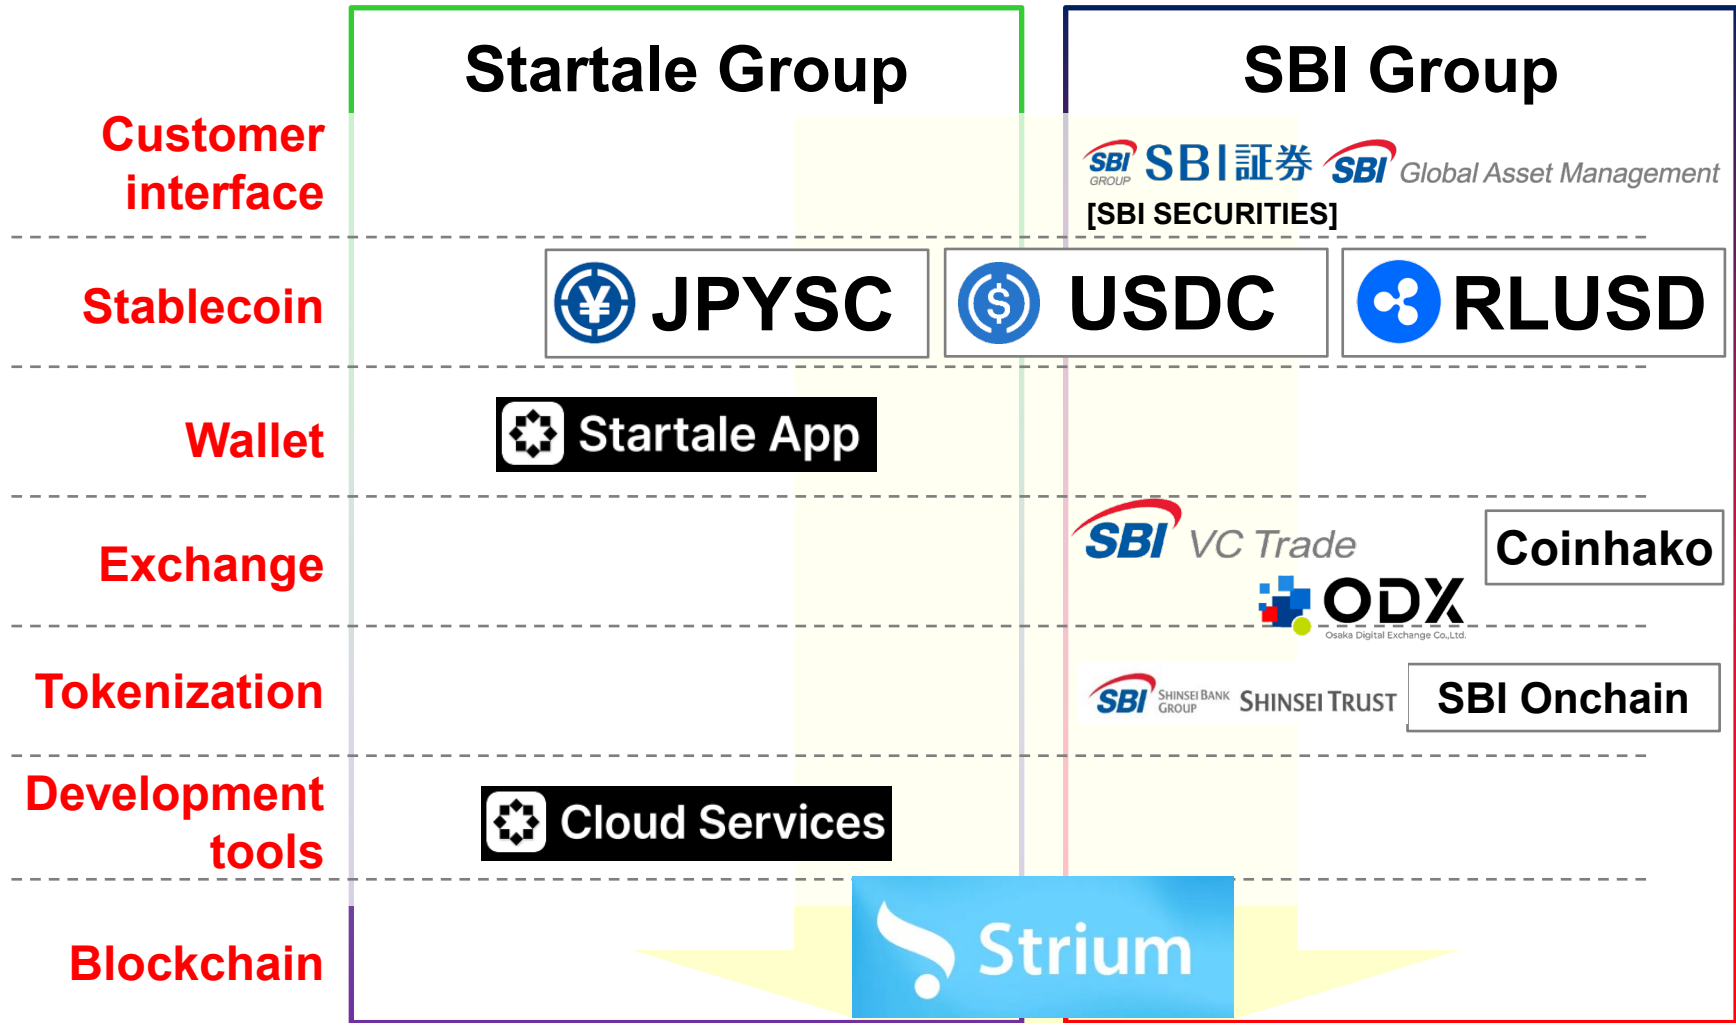 Startale Group
SBI Group
Customer
interface
SBI
GROUP
SBI証券
SBI Global Asset Management
[SBI SECURITIES]
Stablecoin
JPYSC
USDC
RLUSD
Wallet
Startale App
Exchange
SBI VC Trade
Coinhako
ODX
Osaka Digital Exchange Co.,Ltd.
Tokenization
SBI SHINSEI BANK
GROUP
SHINSEI TRUST
SBI Onchain
Development
tools
Cloud Services
Blockchain
Strium